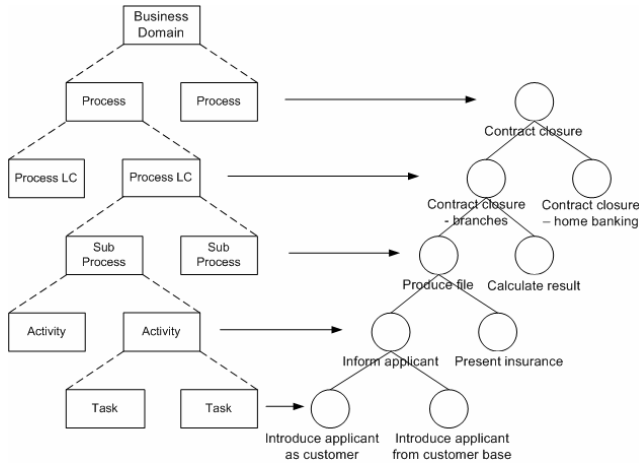 Business
Domain
Process
Process
Contract closure
Process LC
Process LC
Contract closure
- branches
Contract closure
– home banking
Sub
Process
Sub
Process
Produce file
Calculate result
Activity
Activity
Inform applicant
Present insurance
Task
Task
Introduce applicant
as customer
Introduce applicant
from customer base